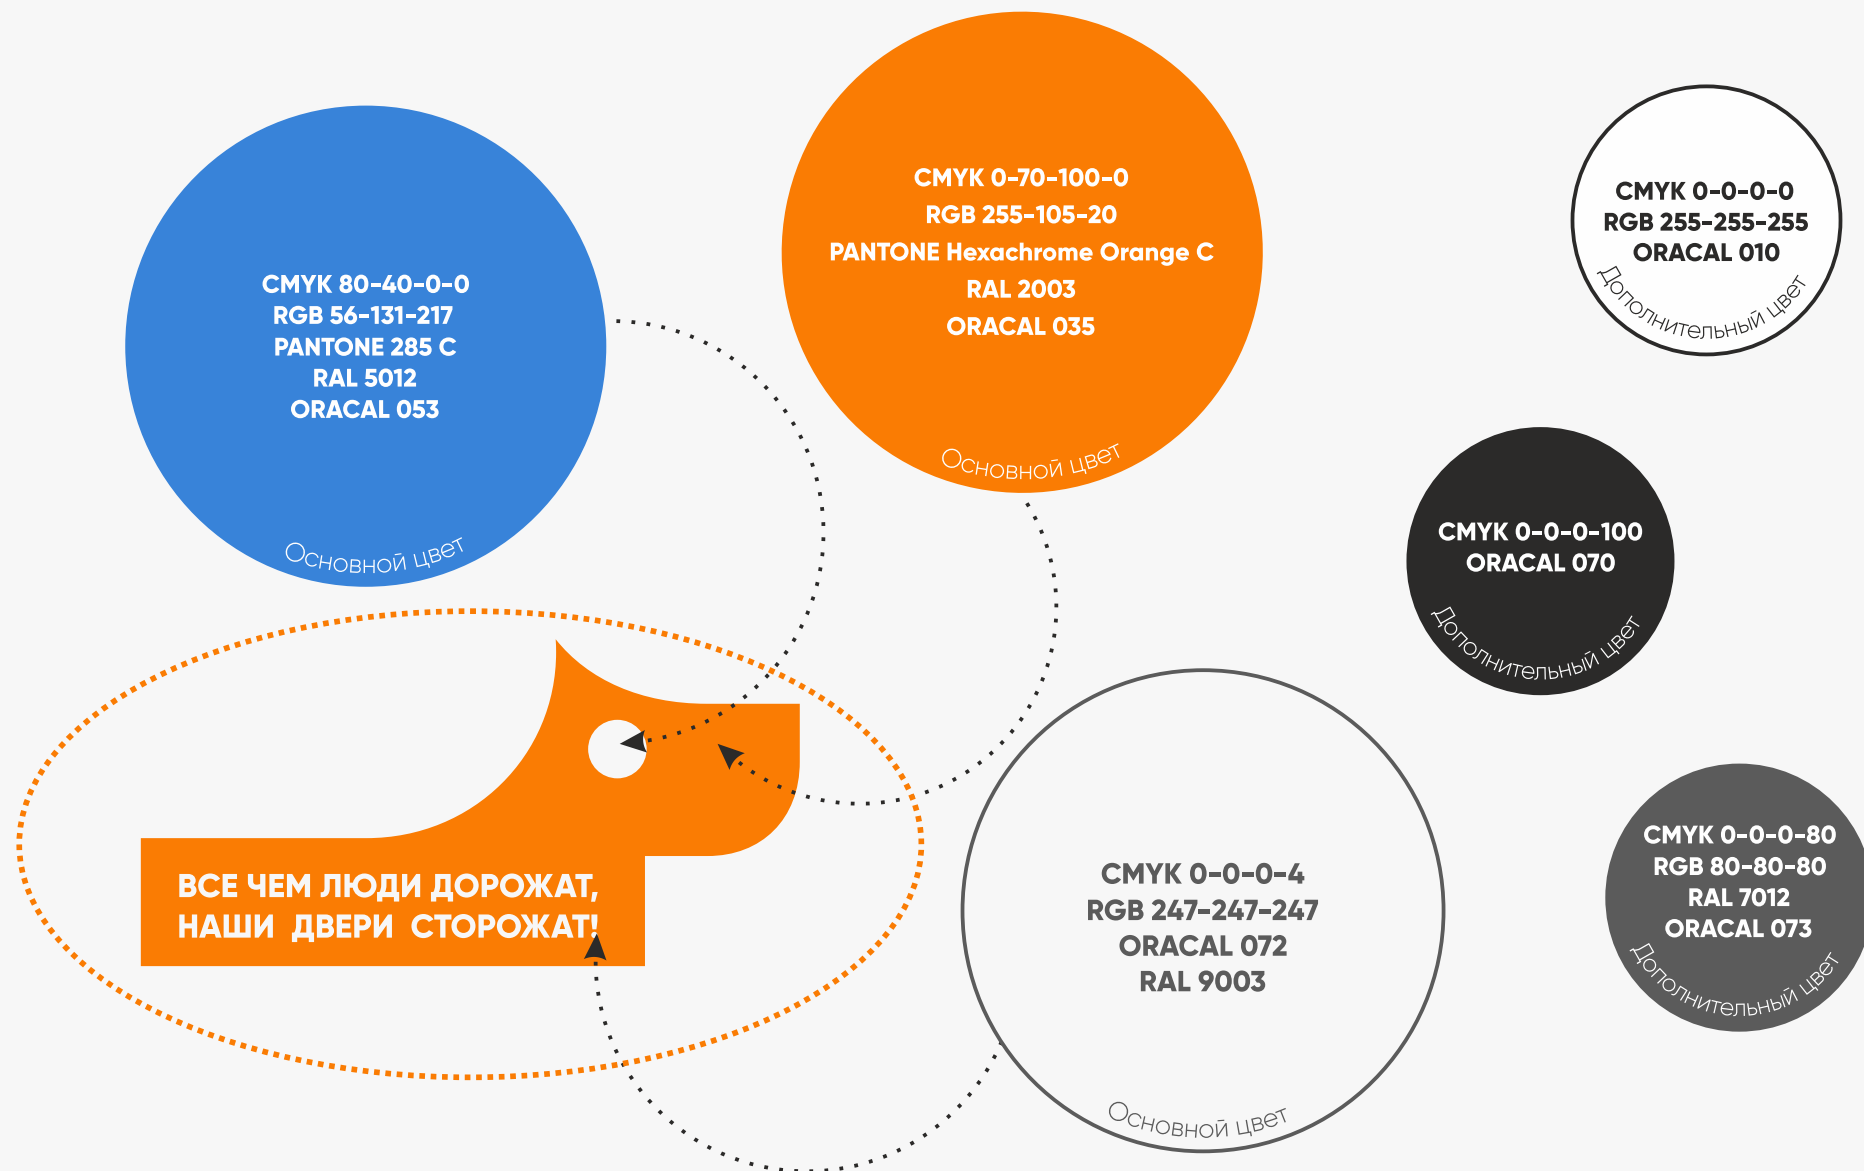 CMYK 80-40-0-0
RGB 56-131-217
PANTONE 285 C
RAL 5012
ORACAL 053
Основной цвет
CMYK 0-70-100-0
RGB 255-105-20
PANTONE Hexachrome Orange C
RAL 2003
ORACAL 035
Основной цвет
CMYK 0-0-0-0
RGB 255-255-255
ORACAL 010
Дополнительный цвет
CMYK 0-0-0-100
ORACAL 070
Дополнительный цвет
ВСЕ ЧЕМ ЛЮДИ ДОРОЖАТ,
НАШИ ДВЕРИ СТОРОЖАТ!
CMYK 0-0-0-4
RGB 247-247-247
ORACAL 072
RAL 9003
Основной цвет
CMYK 0-0-0-80
RGB 80-80-80
RAL 7012
ORACAL 073
Дополнительный цвет